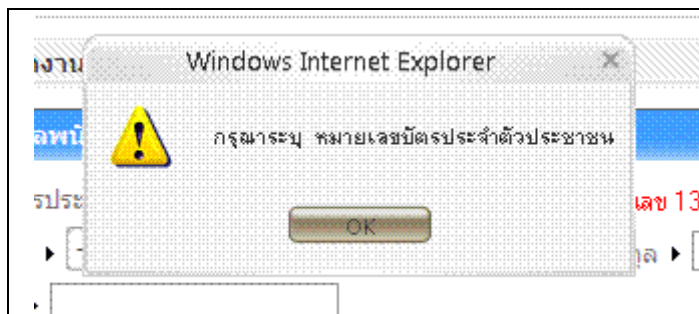 Windows Internet Explorer
งาน
กรุณาระบุ หมายเลขบัตรประจำตัวประชาชน
เลข 13
OK